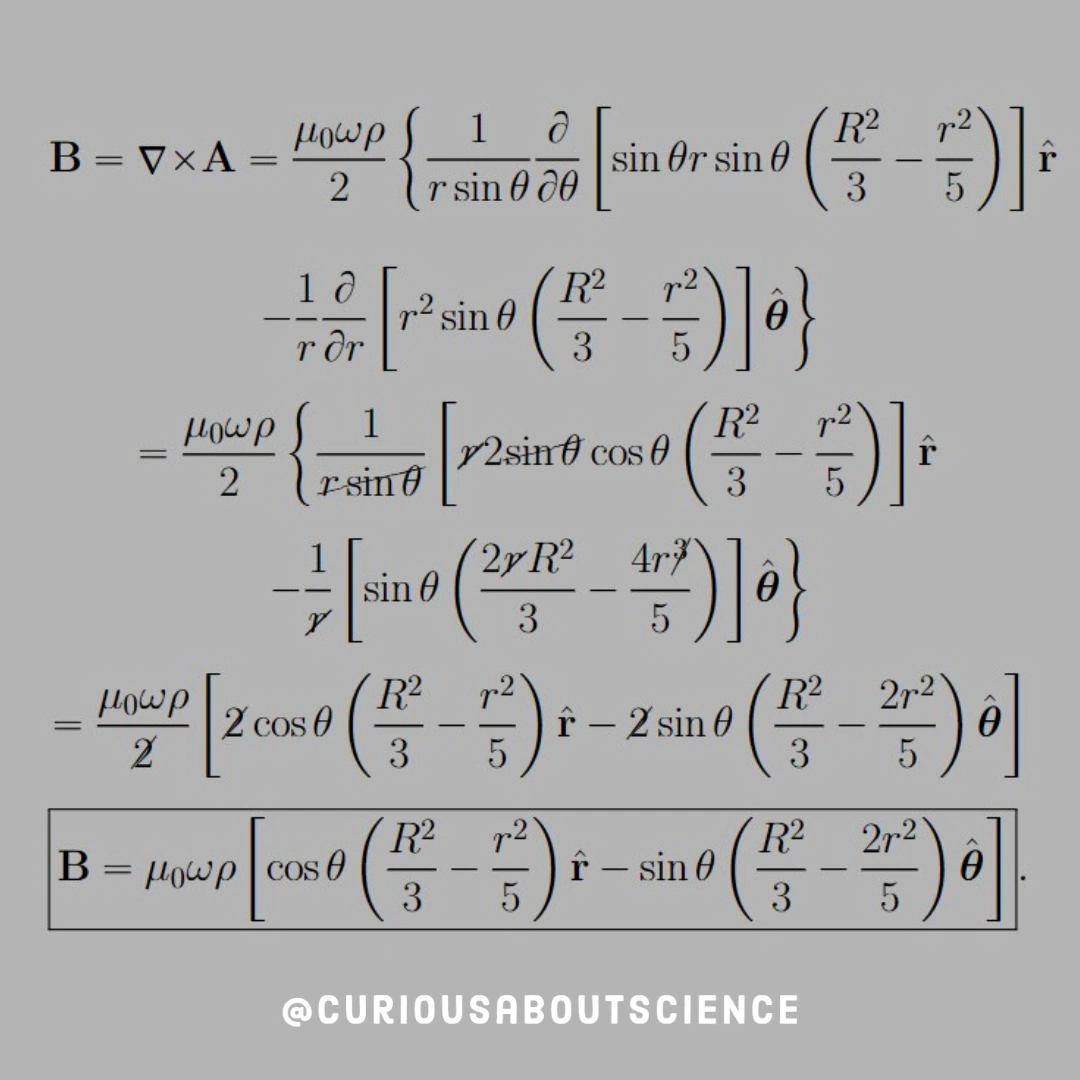 B = ∇×A = μ₀ωρ/2 { 1/(r sin θ) ∂/∂θ [ sin θ r sin θ ( R²/3 − r²/5 ) ] r̂
− 1/r ∂/∂r [ r² sin θ ( R²/3 − r²/5 ) ] θ̂ }
= μ₀ωρ/2 { 1/(r sin θ) [ r2 sin θ cos θ ( R²/3 − r²/5 ) ] r̂
− 1/r [ sin θ ( 2rR²/3 − 4r³/5 ) ] θ̂ }
= μ₀ωρ/2 [ 2 cos θ ( R²/3 − r²/5 ) r̂ − 2 sin θ ( R²/3 − 2r²/5 ) θ̂ ]
B = μ₀ωρ [ cos θ ( R²/3 − r²/5 ) r̂ − sin θ ( R²/3 − 2r²/5 ) θ̂ ] .
@CURIOUSABOUTSCIENCE